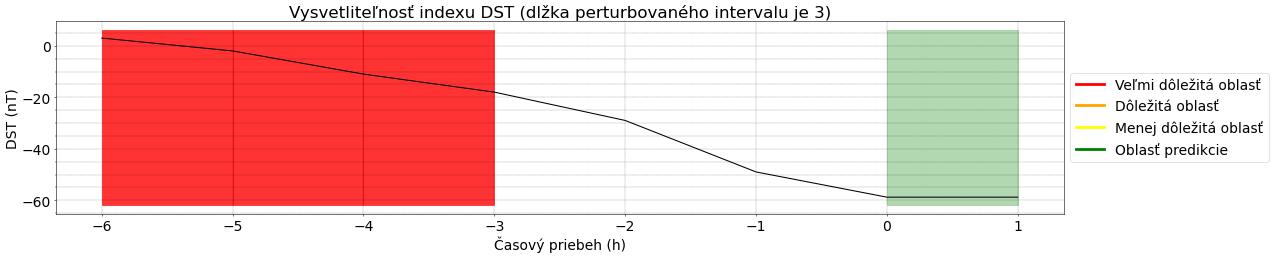 Vysvetliteľnosť indexu DST (dĺžka perturbovaného intervalu je 3)
DST (nT)
0
−20
−40
−60
−6 −5 −4 −3 −2 −1 0 1
Časový priebeh (h)
Veľmi dôležitá oblasť
Dôležitá oblasť
Menej dôležitá oblasť
Oblasť predikcie